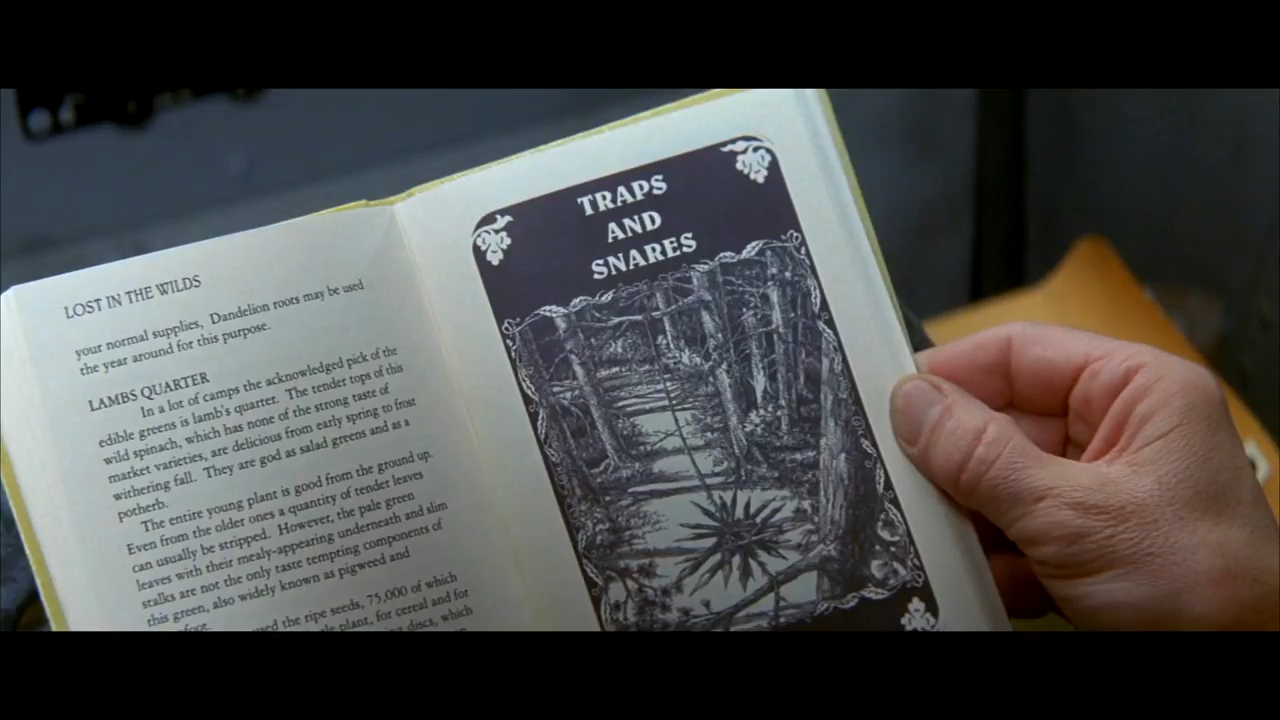 LOST IN THE WILDS
your normal supplies, Dandelion roots may be used
the year around for this purpose.
LAMBS QUARTER
In a lot of camps the acknowledged pick of the
edible greens is lamb's quarter. The tender tops of this
wild spinach, which has none of the strong taste of
market varieties, are delicious from early spring to frost
withering fall. They are god as salad greens and as a
potherb.
The entire young plant is good from the ground up.
Even from the older ones a quantity of tender leaves
can usually be stripped. However, the pale green
leaves with their mealy-appearing underneath and slim
stalks are not the only taste tempting components of
this green, also widely known as pigweed and
foot.
the ripe seeds, 75,000 of which
plant, for cereal and for
discs, which
TRAPS
AND
SNARES